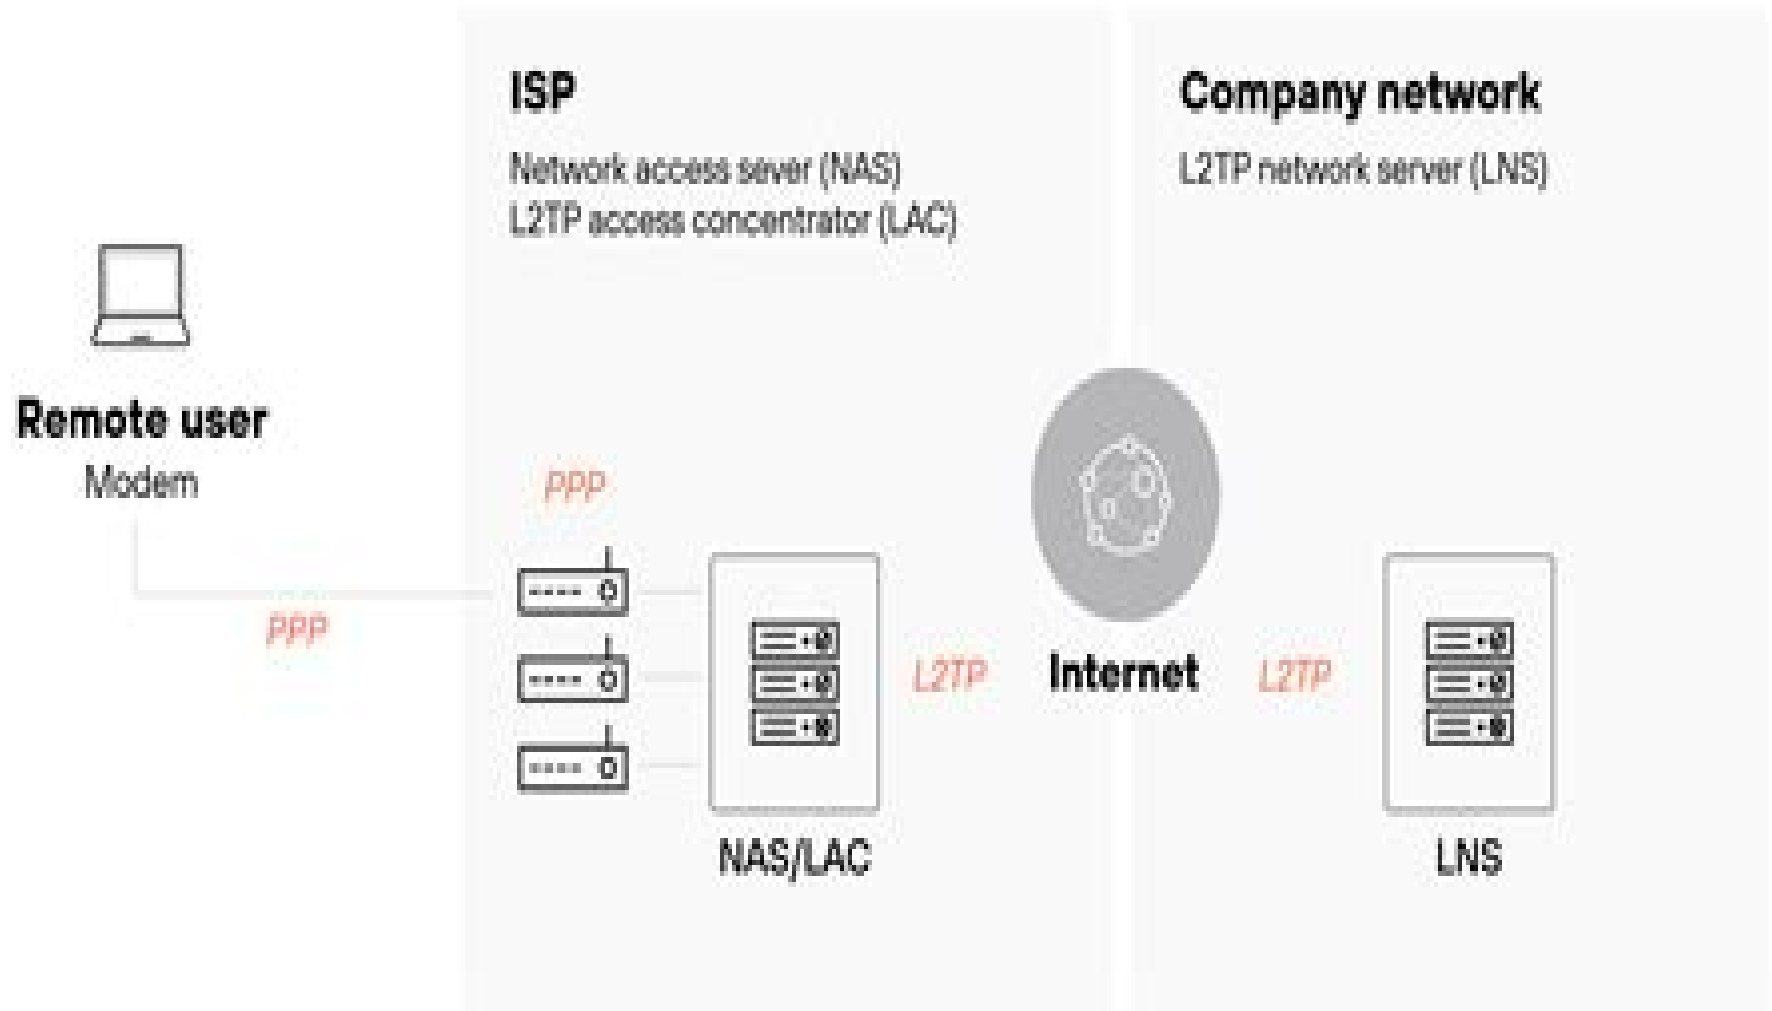 ISP
Network access sever (NAS)
L2TP access concentrator (LAC)
Company network
L2TP network server (LNS)
Remote user
Modem
PPP
PPP
L2TP
Internet
L2TP
NAS/LAC
LNS